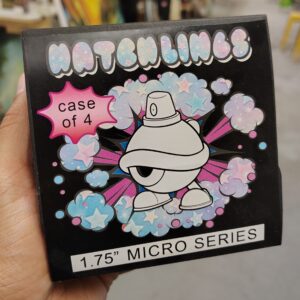 HATCHLINGS
case
of 4
1.75" MICRO SERIES